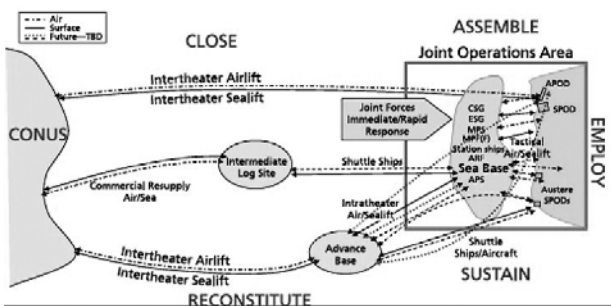 Air
Surface
Future—TBD
CLOSE
ASSEMBLE
Joint Operations Area
Intertheater Airlift
Intertheater Sealift
APOD
SPOD
CONUS
Joint Forces
Immediate/Rapid
Response
CSG
ESG
MPS
MPF(F)
Station ships
ARF
Sea Base
APS
Tactical
Air/Sealift
EMPLOY
Intermediate
Log Site
Shuttle Ships
Commercial Resupply
Air/Sea
Intratheater
Air/Sealift
Austere
SPODs
Advance
Base
Shuttle
Ships/Aircraft
Intertheater Airlift
Intertheater Sealift
SUSTAIN
RECONSTITUTE